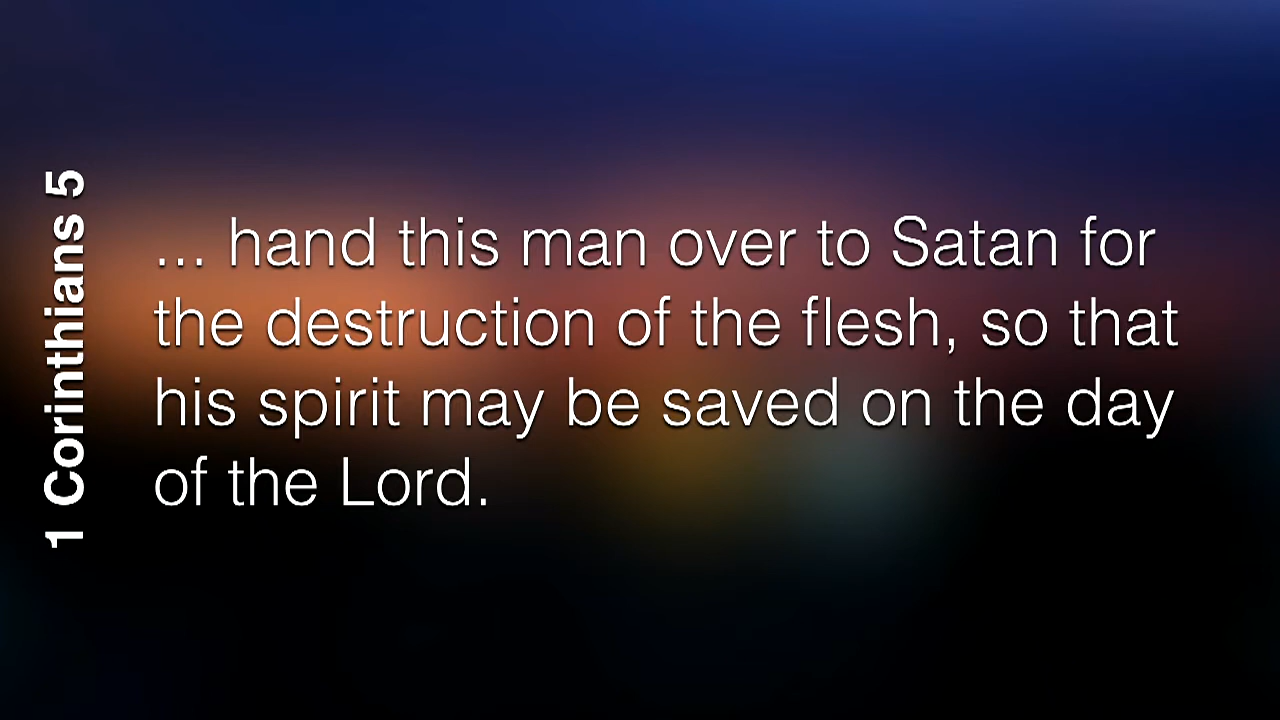 1 Corinthians 5
... hand this man over to Satan for
the destruction of the flesh, so that
his spirit may be saved on the day
of the Lord.